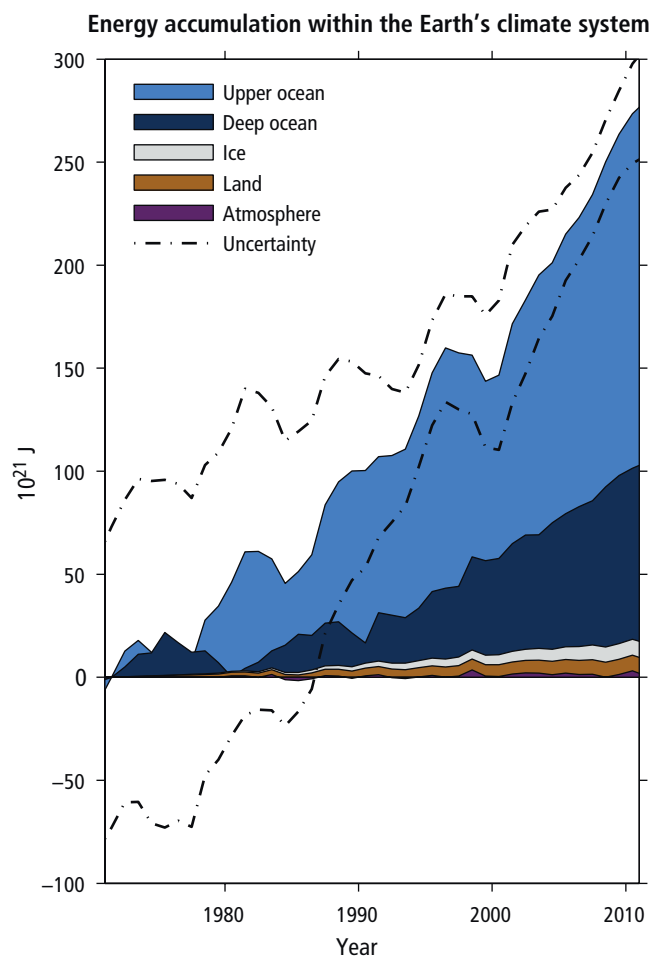 Energy accumulation within the Earth’s climate system
300
250
200
150
100
50
0
−50
−100
10²¹ J
Upper ocean
Deep ocean
Ice
Land
Atmosphere
Uncertainty
1980
1990
2000
2010
Year